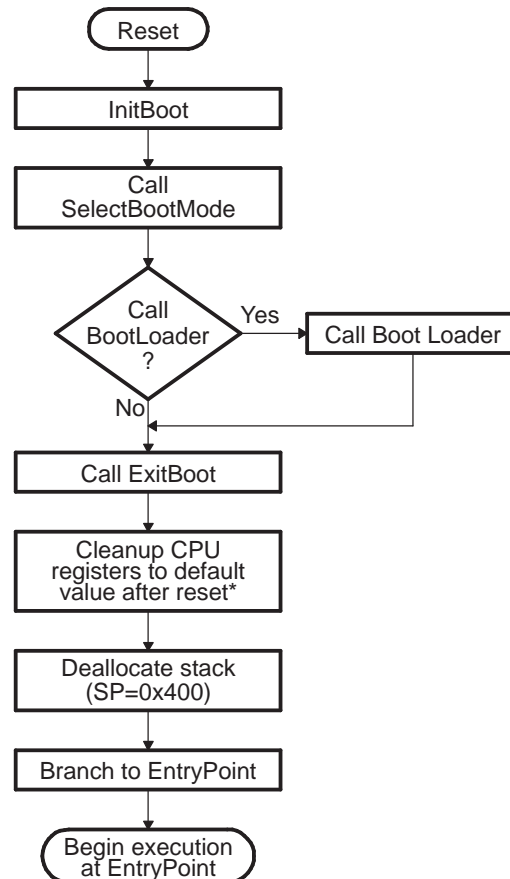 Reset
InitBoot
Call
SelectBootMode
Call
BootLoader
?
Yes
Call Boot Loader
No
Call ExitBoot
Cleanup CPU
registers to default
value after reset*
Deallocate stack
(SP=0x400)
Branch to EntryPoint
Begin execution
at EntryPoint